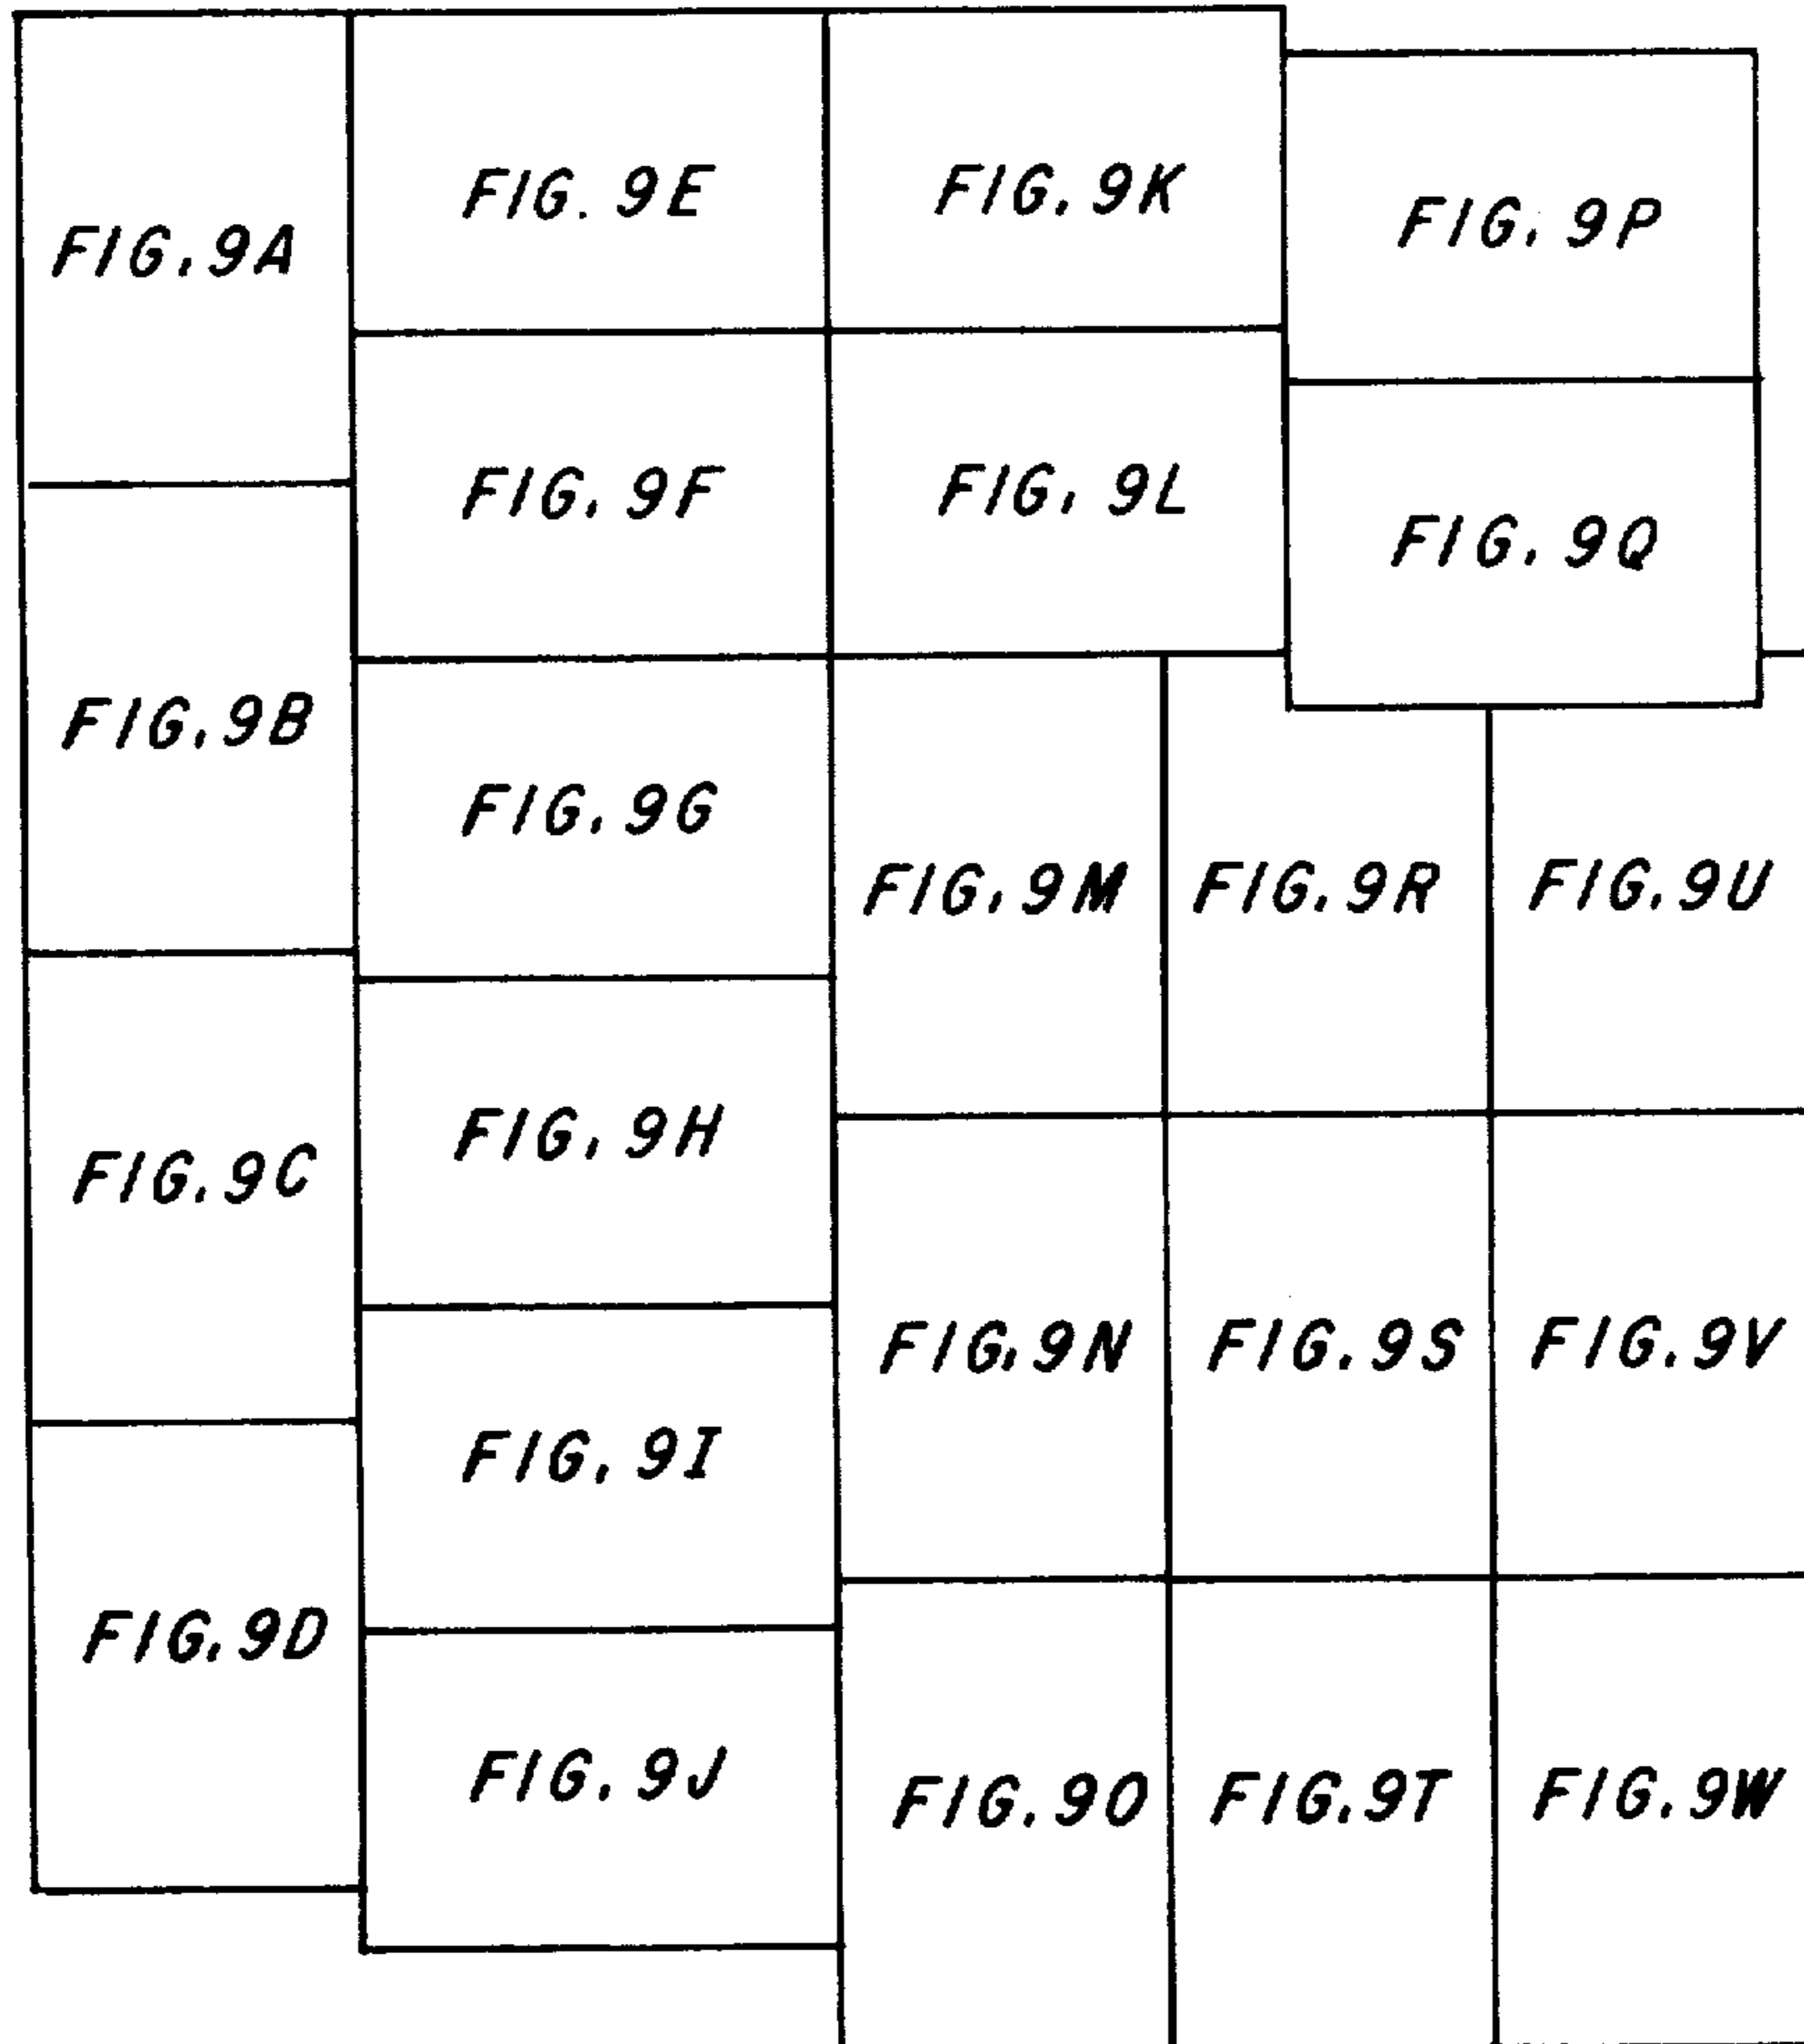 FIG.9A
FIG. 9E
FIG. 9K
FIG. 9P
FIG. 9F
FIG. 9L
FIG. 9Q
FIG.9B
FIG. 9G
FIG. 9M
FIG. 9R
FIG. 9U
FIG.9C
FIG. 9H
FIG. 9N
FIG. 9S
FIG. 9V
FIG. 9I
FIG.9D
FIG. 9J
FIG.9O
FIG.9T
FIG.9W